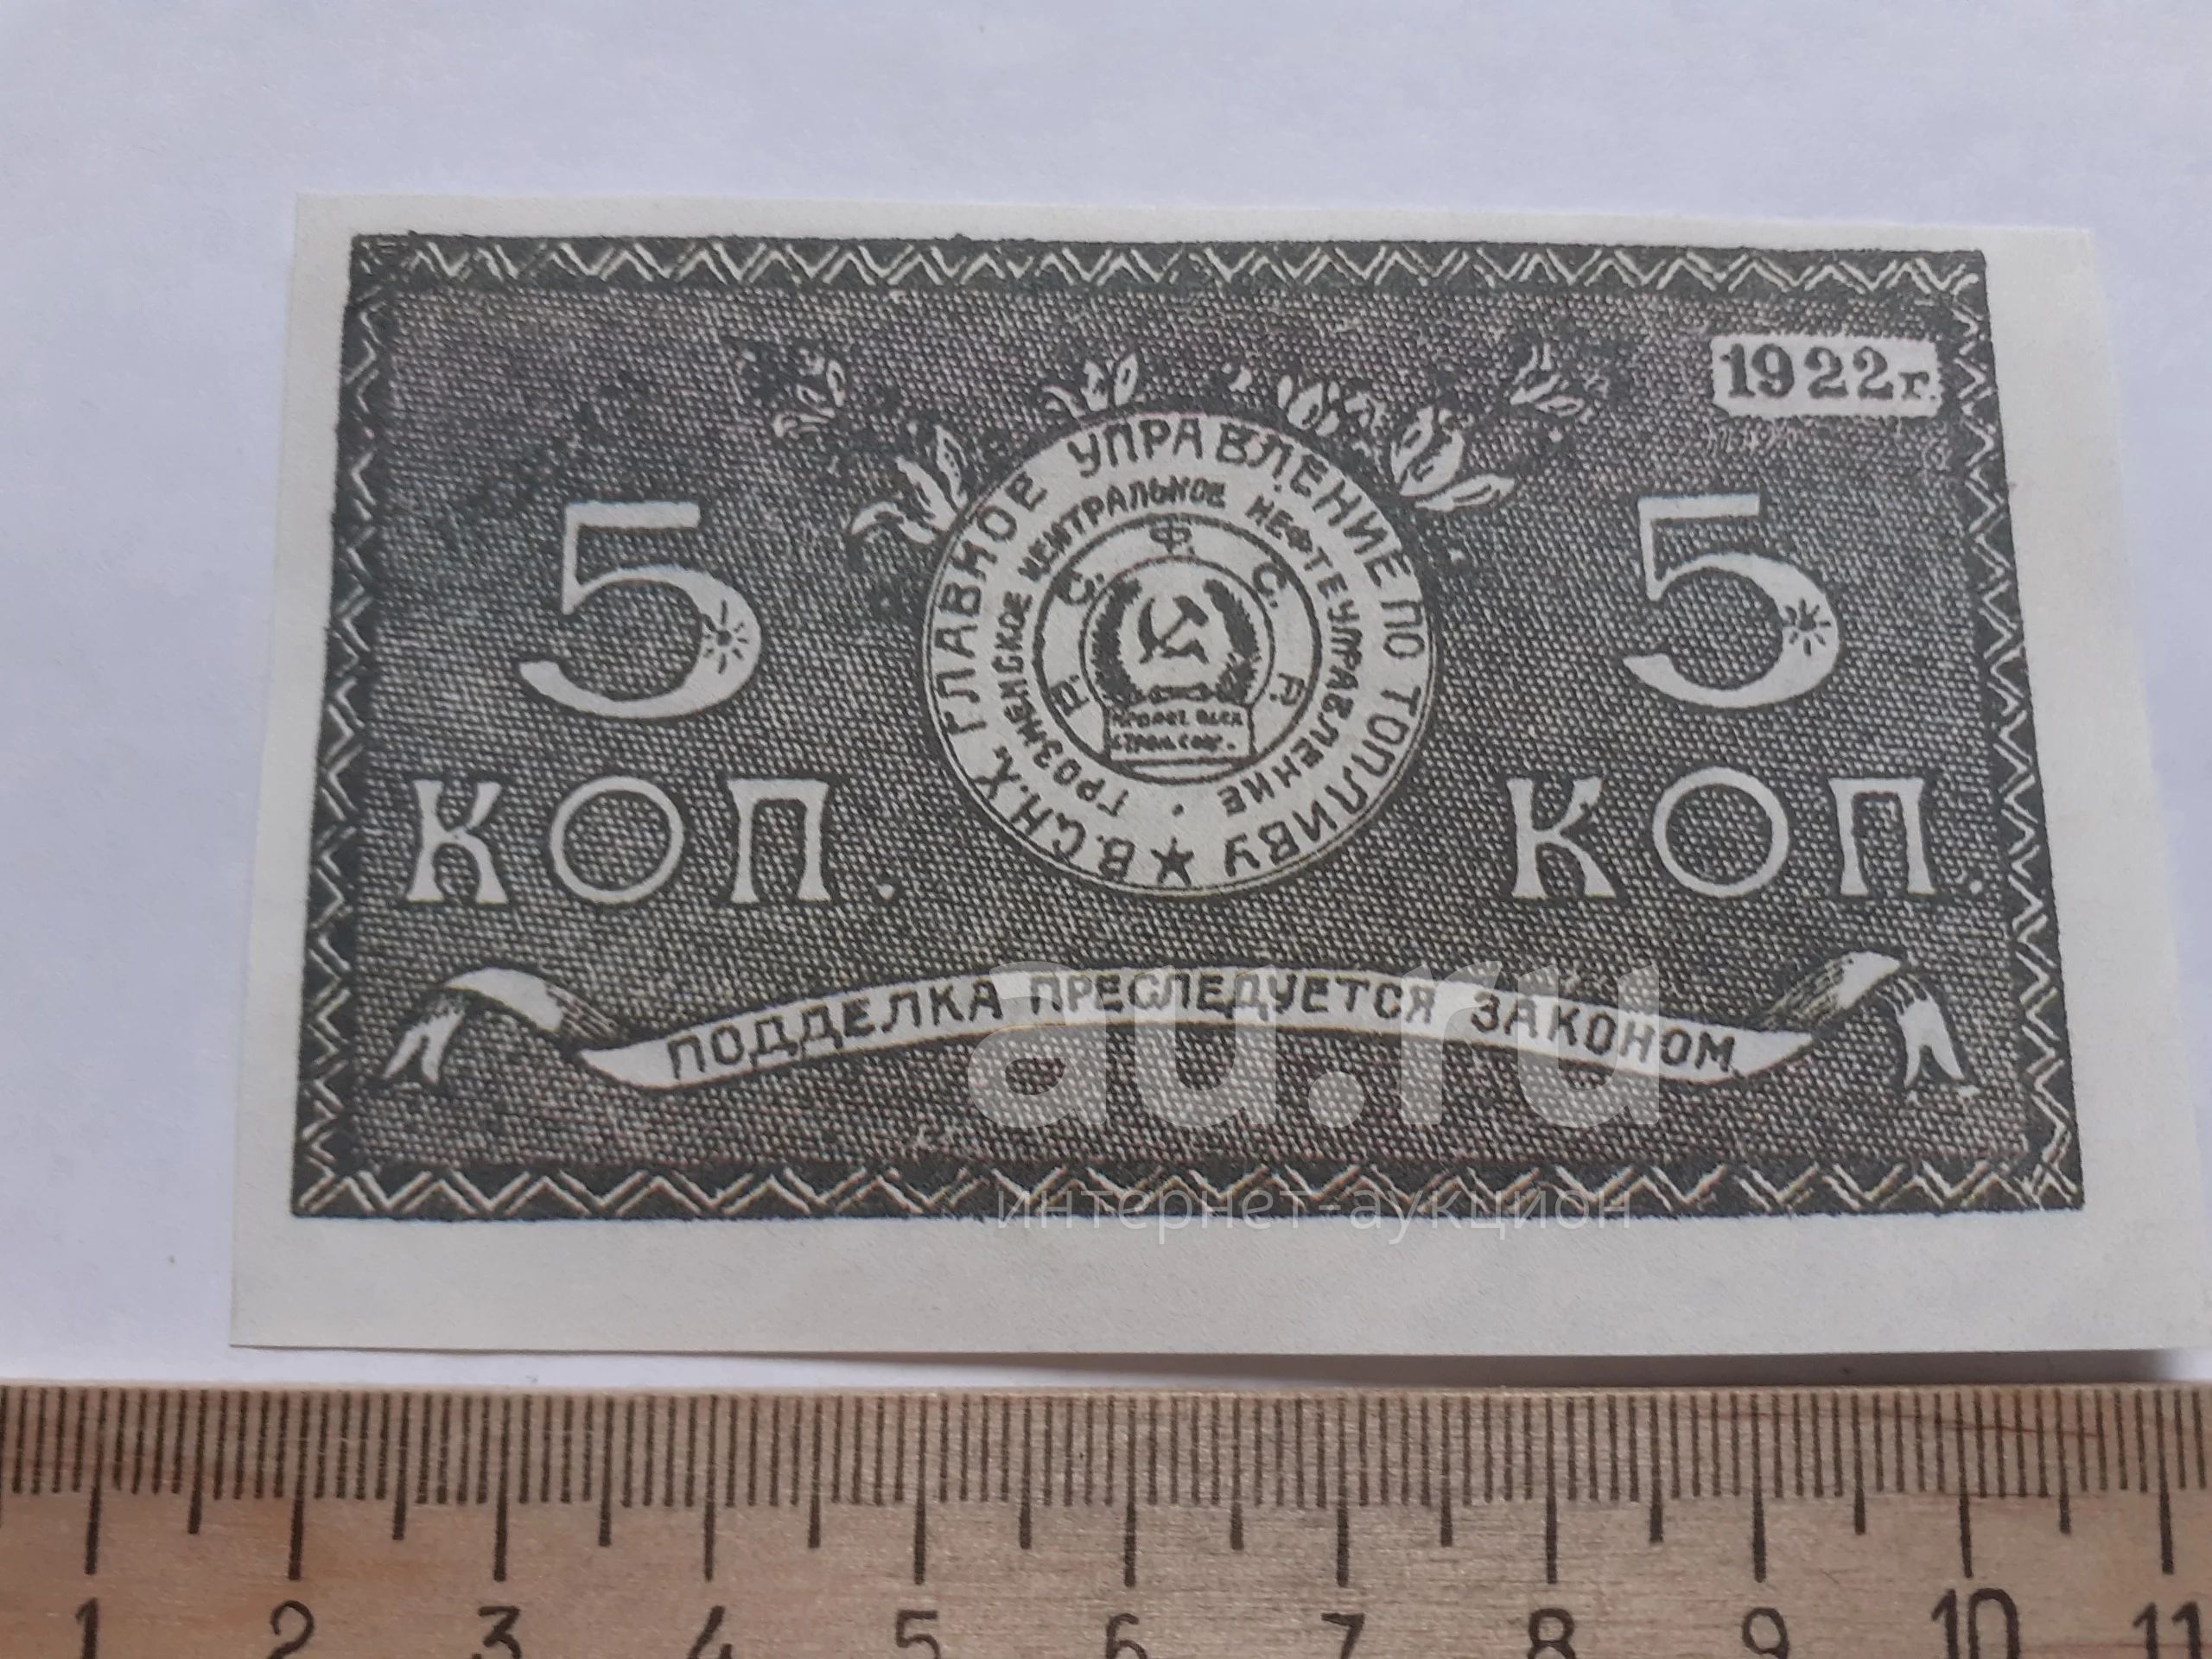 1922г.
В.С.Н.Х. ГЛАВНОЕ УПРАВЛЕНИЕ ПО ТОПЛИВУ
ГРОЗНЕНСКОЕ ЦЕНТРАЛЬНОЕ НЕФТЕУПРАВЛЕНИЕ
Р. С. Ф. С. Р.
5 5
КОП. КОП.
ПОДДЕЛКА ПРЕСЛЕДУЕТСЯ ЗАКОНОМ
au.ru
интернет-аукцион
1 2 3 4 5 6 7 8 9 10 11